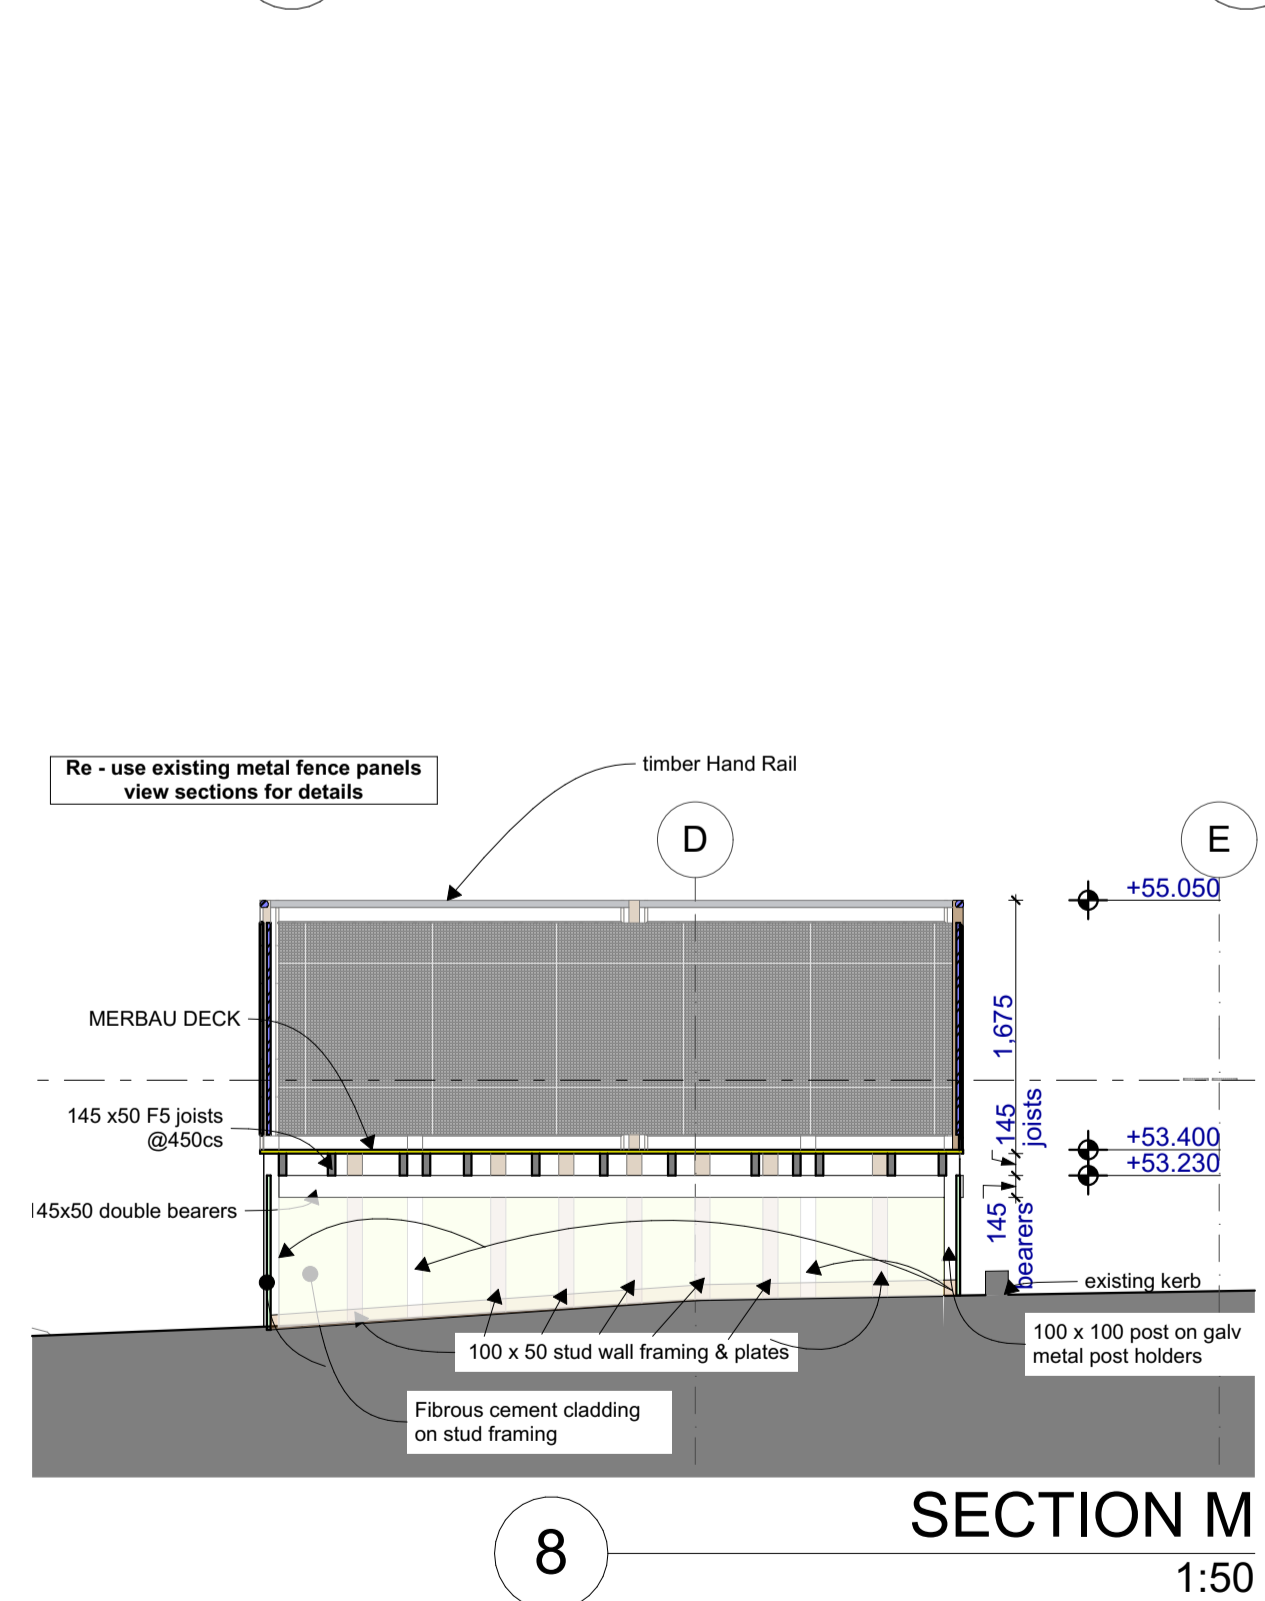 Re - use existing metal fence panels
view sections for details
timber Hand Rail
D
E
+55.050
MERBAU DECK
1,675
145 x50 F5 joists
@450cs
145
joists
+53.400
+53.230
145x50 double bearers
145
bearers
existing kerb
100 x 100 post on galv
metal post holders
100 x 50 stud wall framing & plates
Fibrous cement cladding
on stud framing
SECTION M
8
1:50